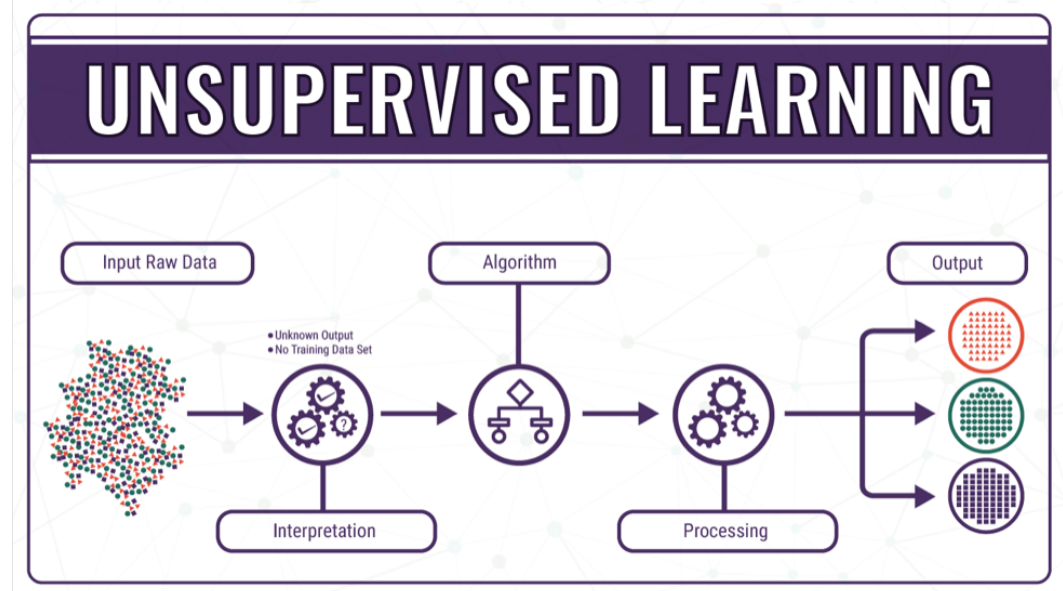 UNSUPERVISED LEARNING
Input Raw Data
Algorithm
Output
•Unknown Output
•No Training Data Set
?
Interpretation
Processing